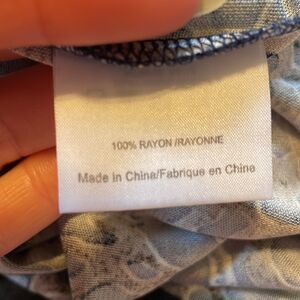 100% RAYON /RAYONNE
Made in China/Fabrique en Chine